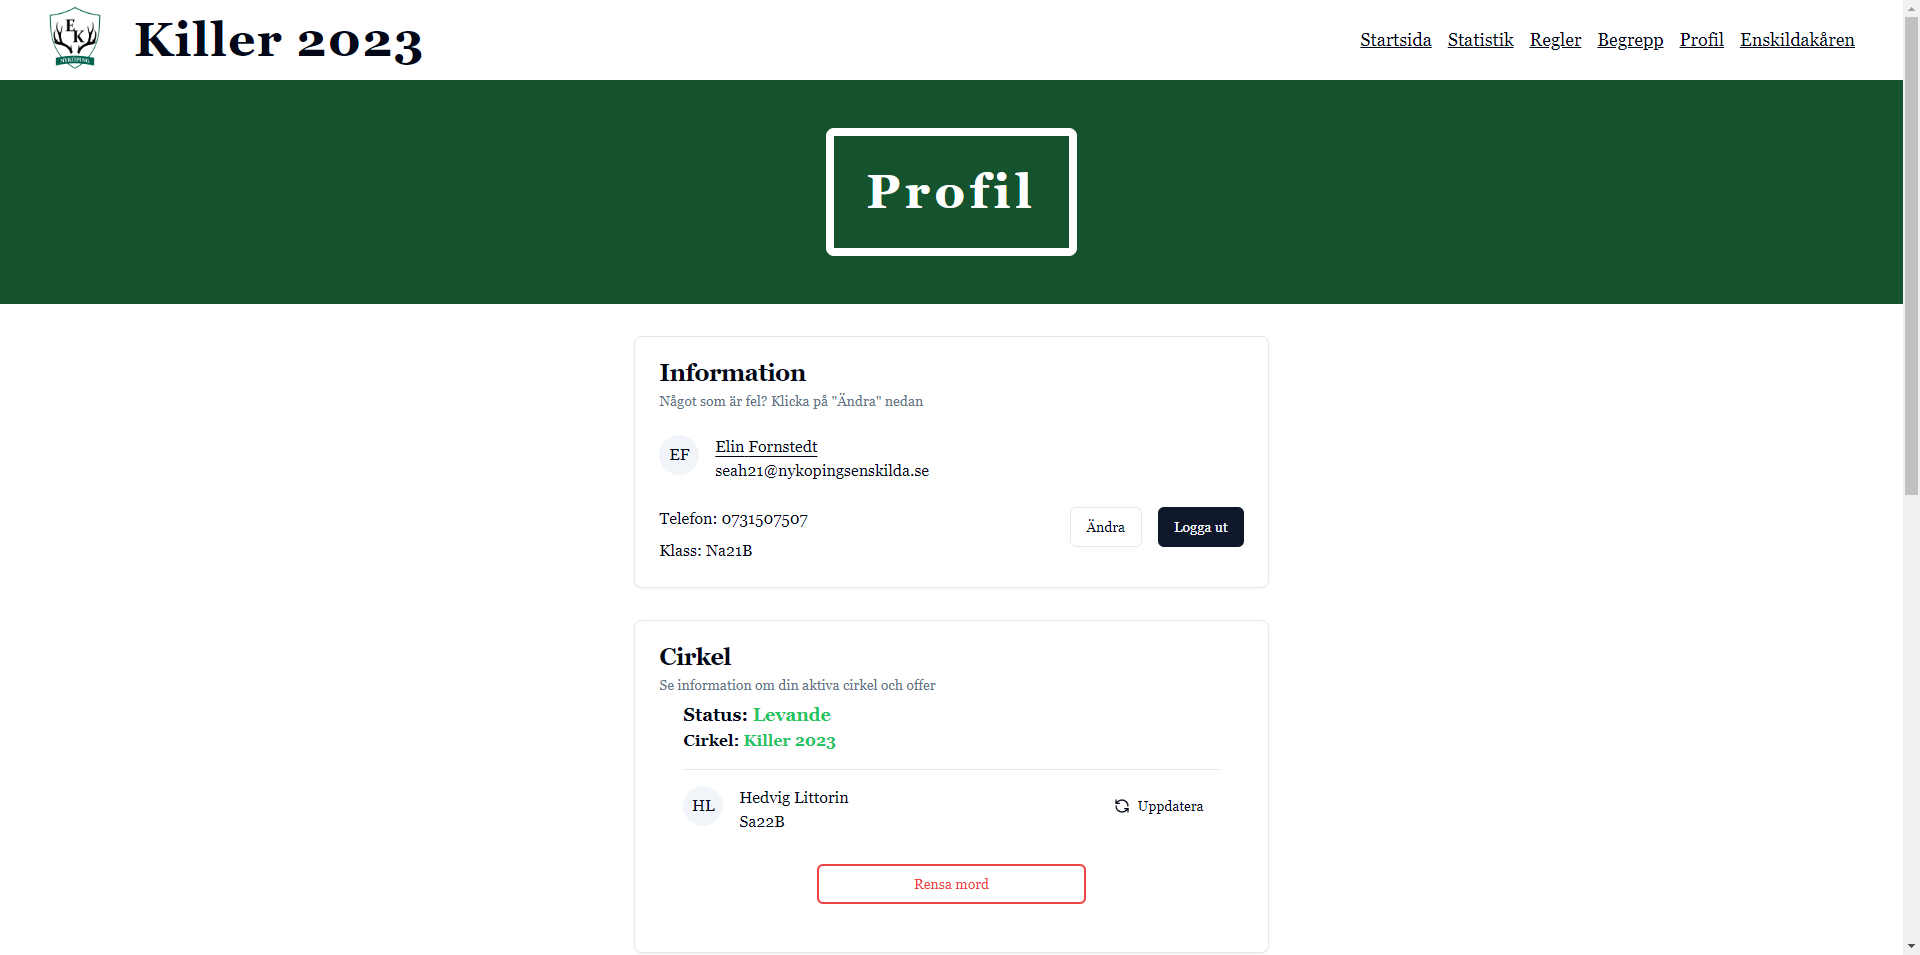 EK
NYKÖPING
Killer 2023
Startsida Statistik Regler Begrepp Profil Enskildakåren
Profil
Information
Något som är fel? Klicka på "Ändra" nedan
EF
Elin Fornstedt
seah21@nykopingsenskilda.se
Telefon: 0731507507
Ändra
Logga ut
Klass: Na21B
Cirkel
Se information om din aktiva cirkel och offer
Status: Levande
Cirkel: Killer 2023
HL
Hedvig Littorin
Sa22B
Uppdatera
Rensa mord